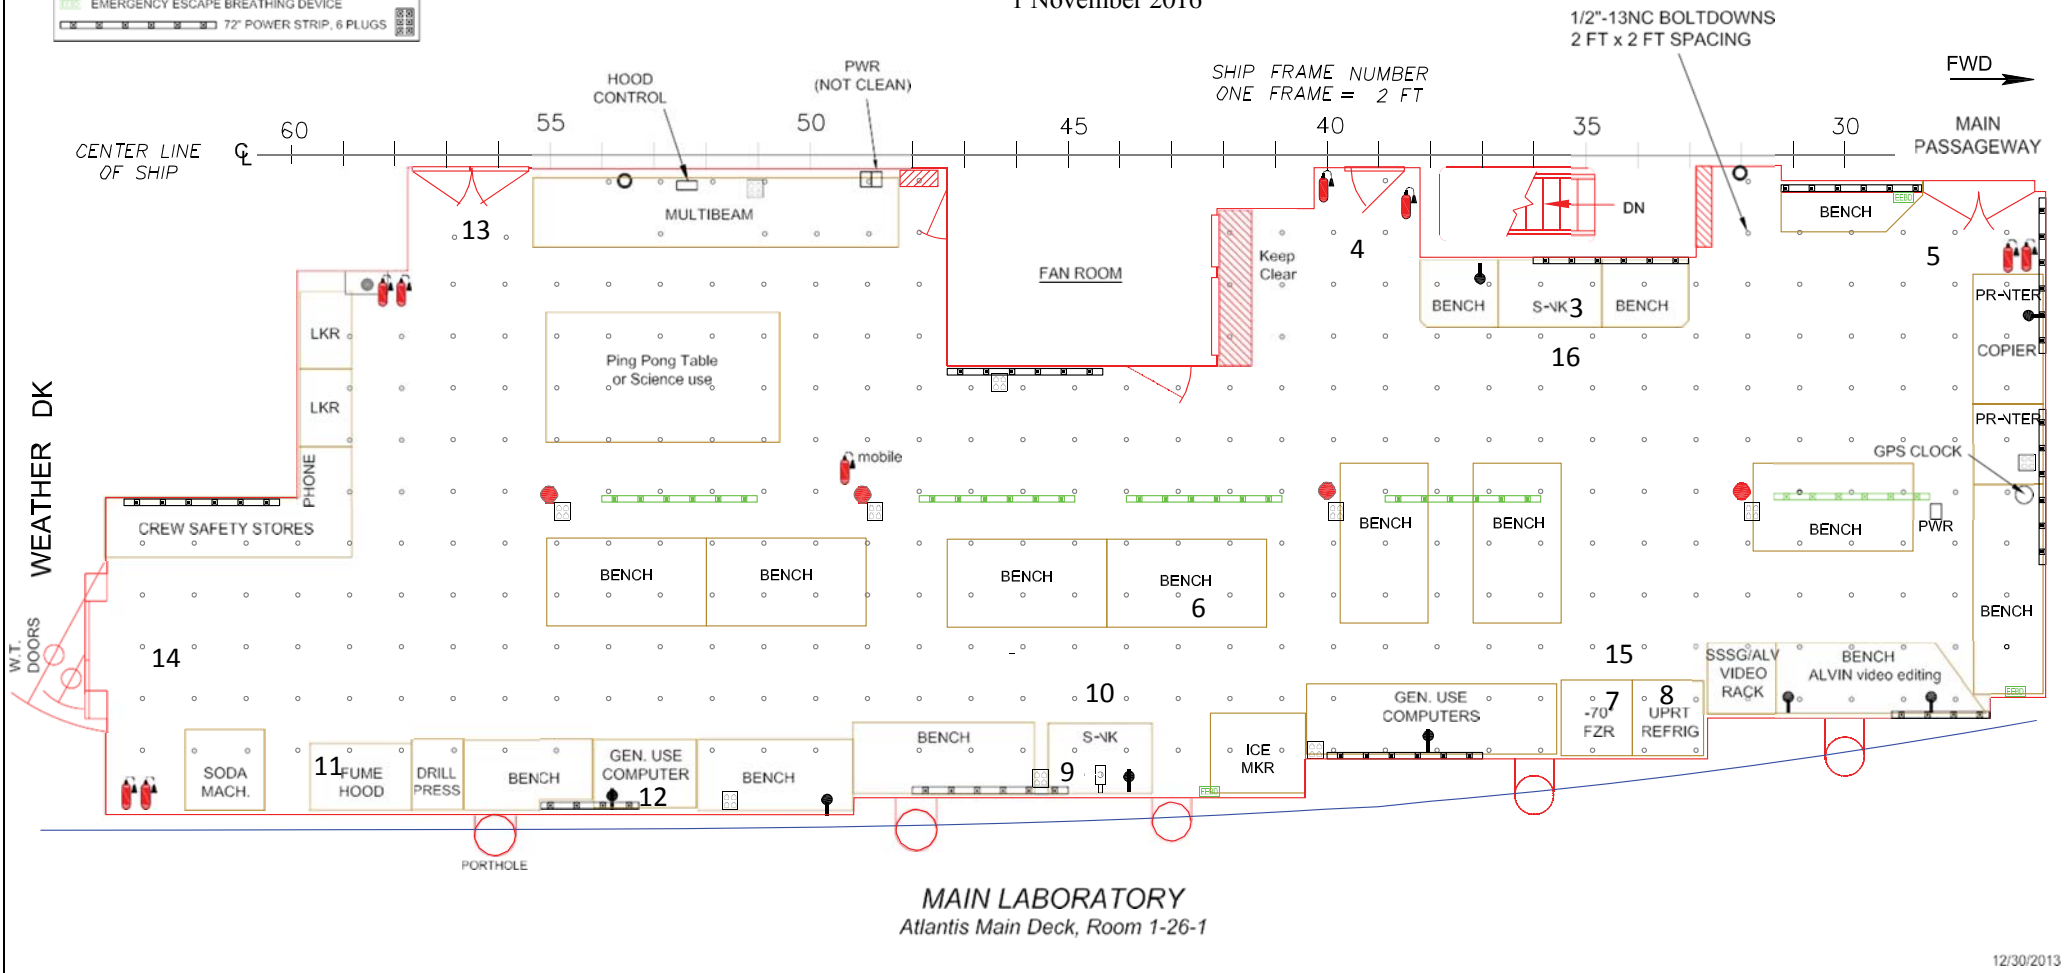 EMERGENCY ESCAPE BREATHING DEVICE
72" POWER STRIP, 6 PLUGS
1 November 2016
1/2"-13NC BOLTDOWNS
2 FT x 2 FT SPACING
FWD
HOOD
CONTROL
PWR
(NOT CLEAN)
SHIP FRAME NUMBER
ONE FRAME = 2 FT
CENTER LINE
OF SHIP
60
55
50
45
40
35
30
MAIN
PASSAGEWAY
MULTIBEAM
13
FAN ROOM
Keep
Clear
4
DN
BENCH
EEBD
5
BENCH
S-NK
3
BENCH
16
PR-NTER
COPIER
PR-NTER
GPS CLOCK
LKR
LKR
PHONE
Ping Pong Table
or Science use
mobile
WEATHER DK
CREW SAFETY STORES
BENCH
BENCH
BENCH
BENCH
6
BENCH
BENCH
BENCH
PWR
BENCH
W.T.
DOORS
14
10
15
SSSG/ALV
VIDEO
RACK
BENCH
ALVIN video editing
EEBD
SODA
MACH.
11
FUME
HOOD
DRILL
PRESS
BENCH
GEN. USE
COMPUTER
12
BENCH
BENCH
S-NK
9
EEBD
ICE
MKR
GEN. USE
COMPUTERS
7
-70°
FZR
8
UPRT
REFRIG
PORTHOLE
MAIN LABORATORY
Atlantis Main Deck, Room 1-26-1
12/30/2013